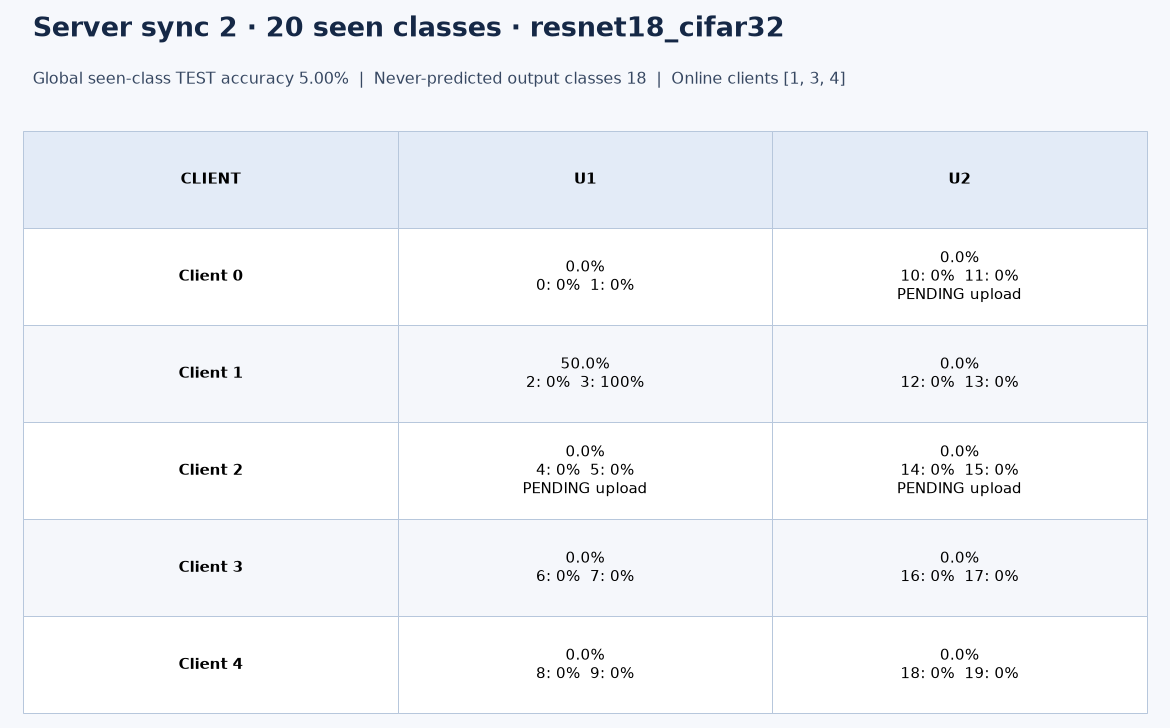 Server sync 2 · 20 seen classes · resnet18_cifar32
Global seen-class TEST accuracy 5.00%  |  Never-predicted output classes 18  |  Online clients [1, 3, 4]
CLIENT U1 U2
Client 0
0.0%
0: 0%  1: 0%
0.0%
10: 0%  11: 0%
PENDING upload
Client 1
50.0%
2: 0%  3: 100%
0.0%
12: 0%  13: 0%
Client 2
0.0%
4: 0%  5: 0%
PENDING upload
0.0%
14: 0%  15: 0%
PENDING upload
Client 3
0.0%
6: 0%  7: 0%
0.0%
16: 0%  17: 0%
Client 4
0.0%
8: 0%  9: 0%
0.0%
18: 0%  19: 0%